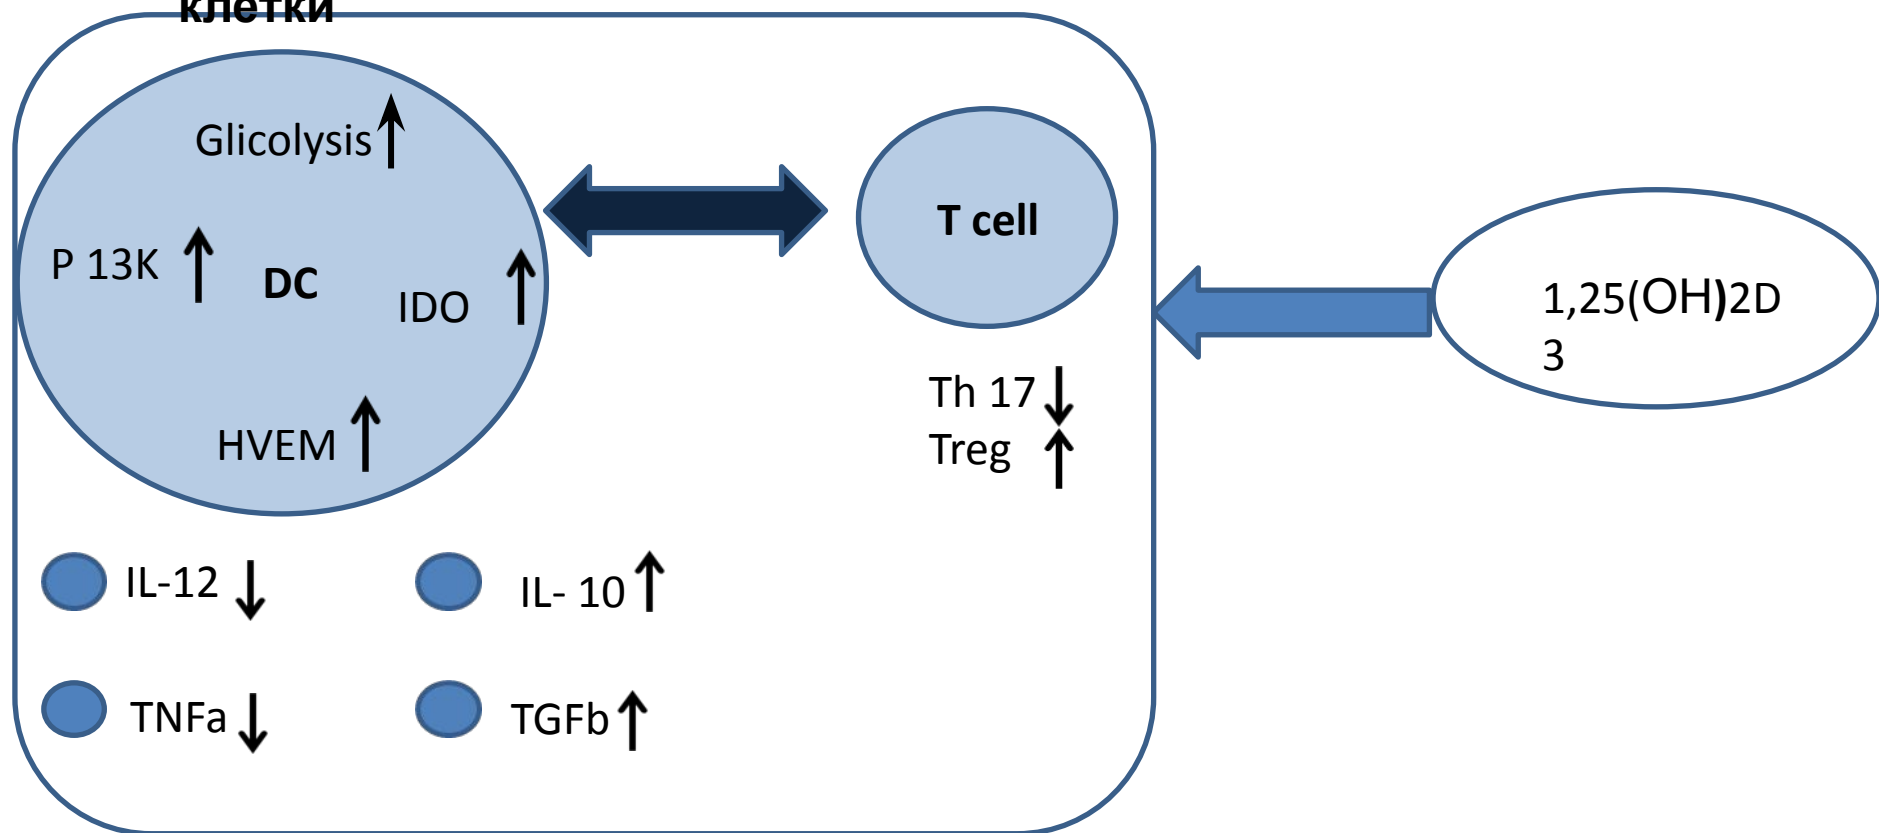 клетки
Glicolysis
P 13K
DC
IDO
HVEM
T cell
Th 17
Treg
1,25(OH)2D
3
IL-12
IL- 10
TNFa
TGFb